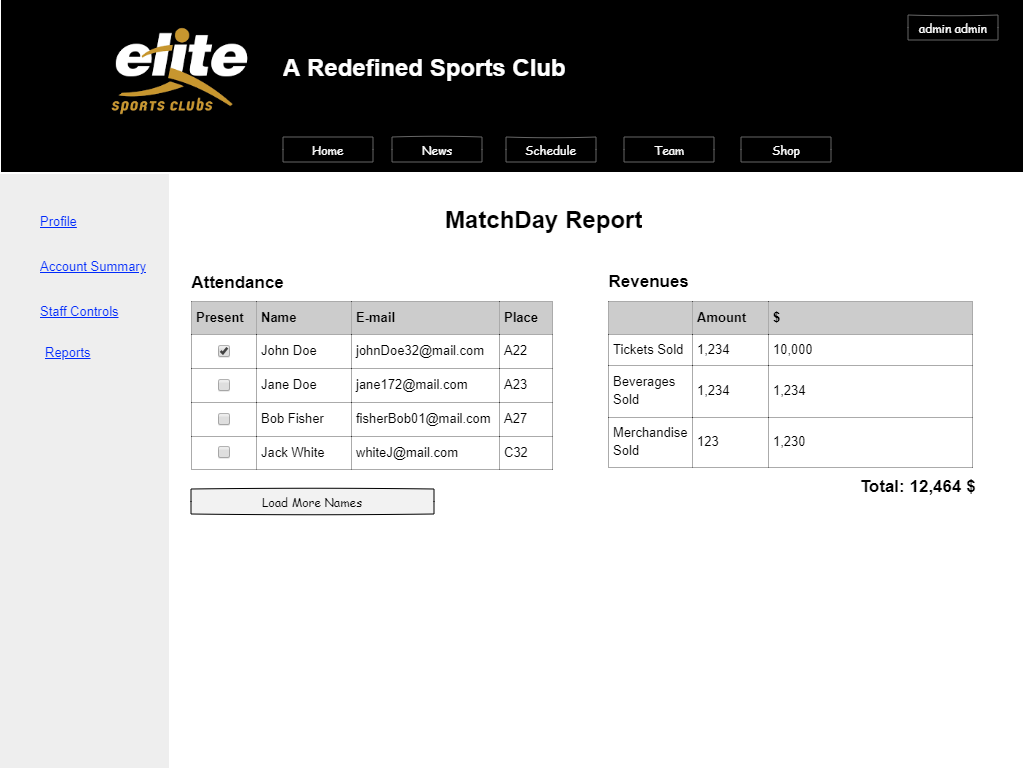 admin admin
elite
SPORTS CLUBS
A Redefined Sports Club
Home News Schedule Team Shop
Profile
Account Summary
Staff Controls
Reports
MatchDay Report
Attendance
Present Name E-mail Place
John Doe johnDoe32@mail.com A22
Jane Doe jane172@mail.com A23
Bob Fisher fisherBob01@mail.com A27
Jack White whiteJ@mail.com C32
Load More Names
Revenues
Amount $
Tickets Sold 1,234 10,000
Beverages
Sold 1,234 1,234
Merchandise
Sold 123 1,230
Total: 12,464 $